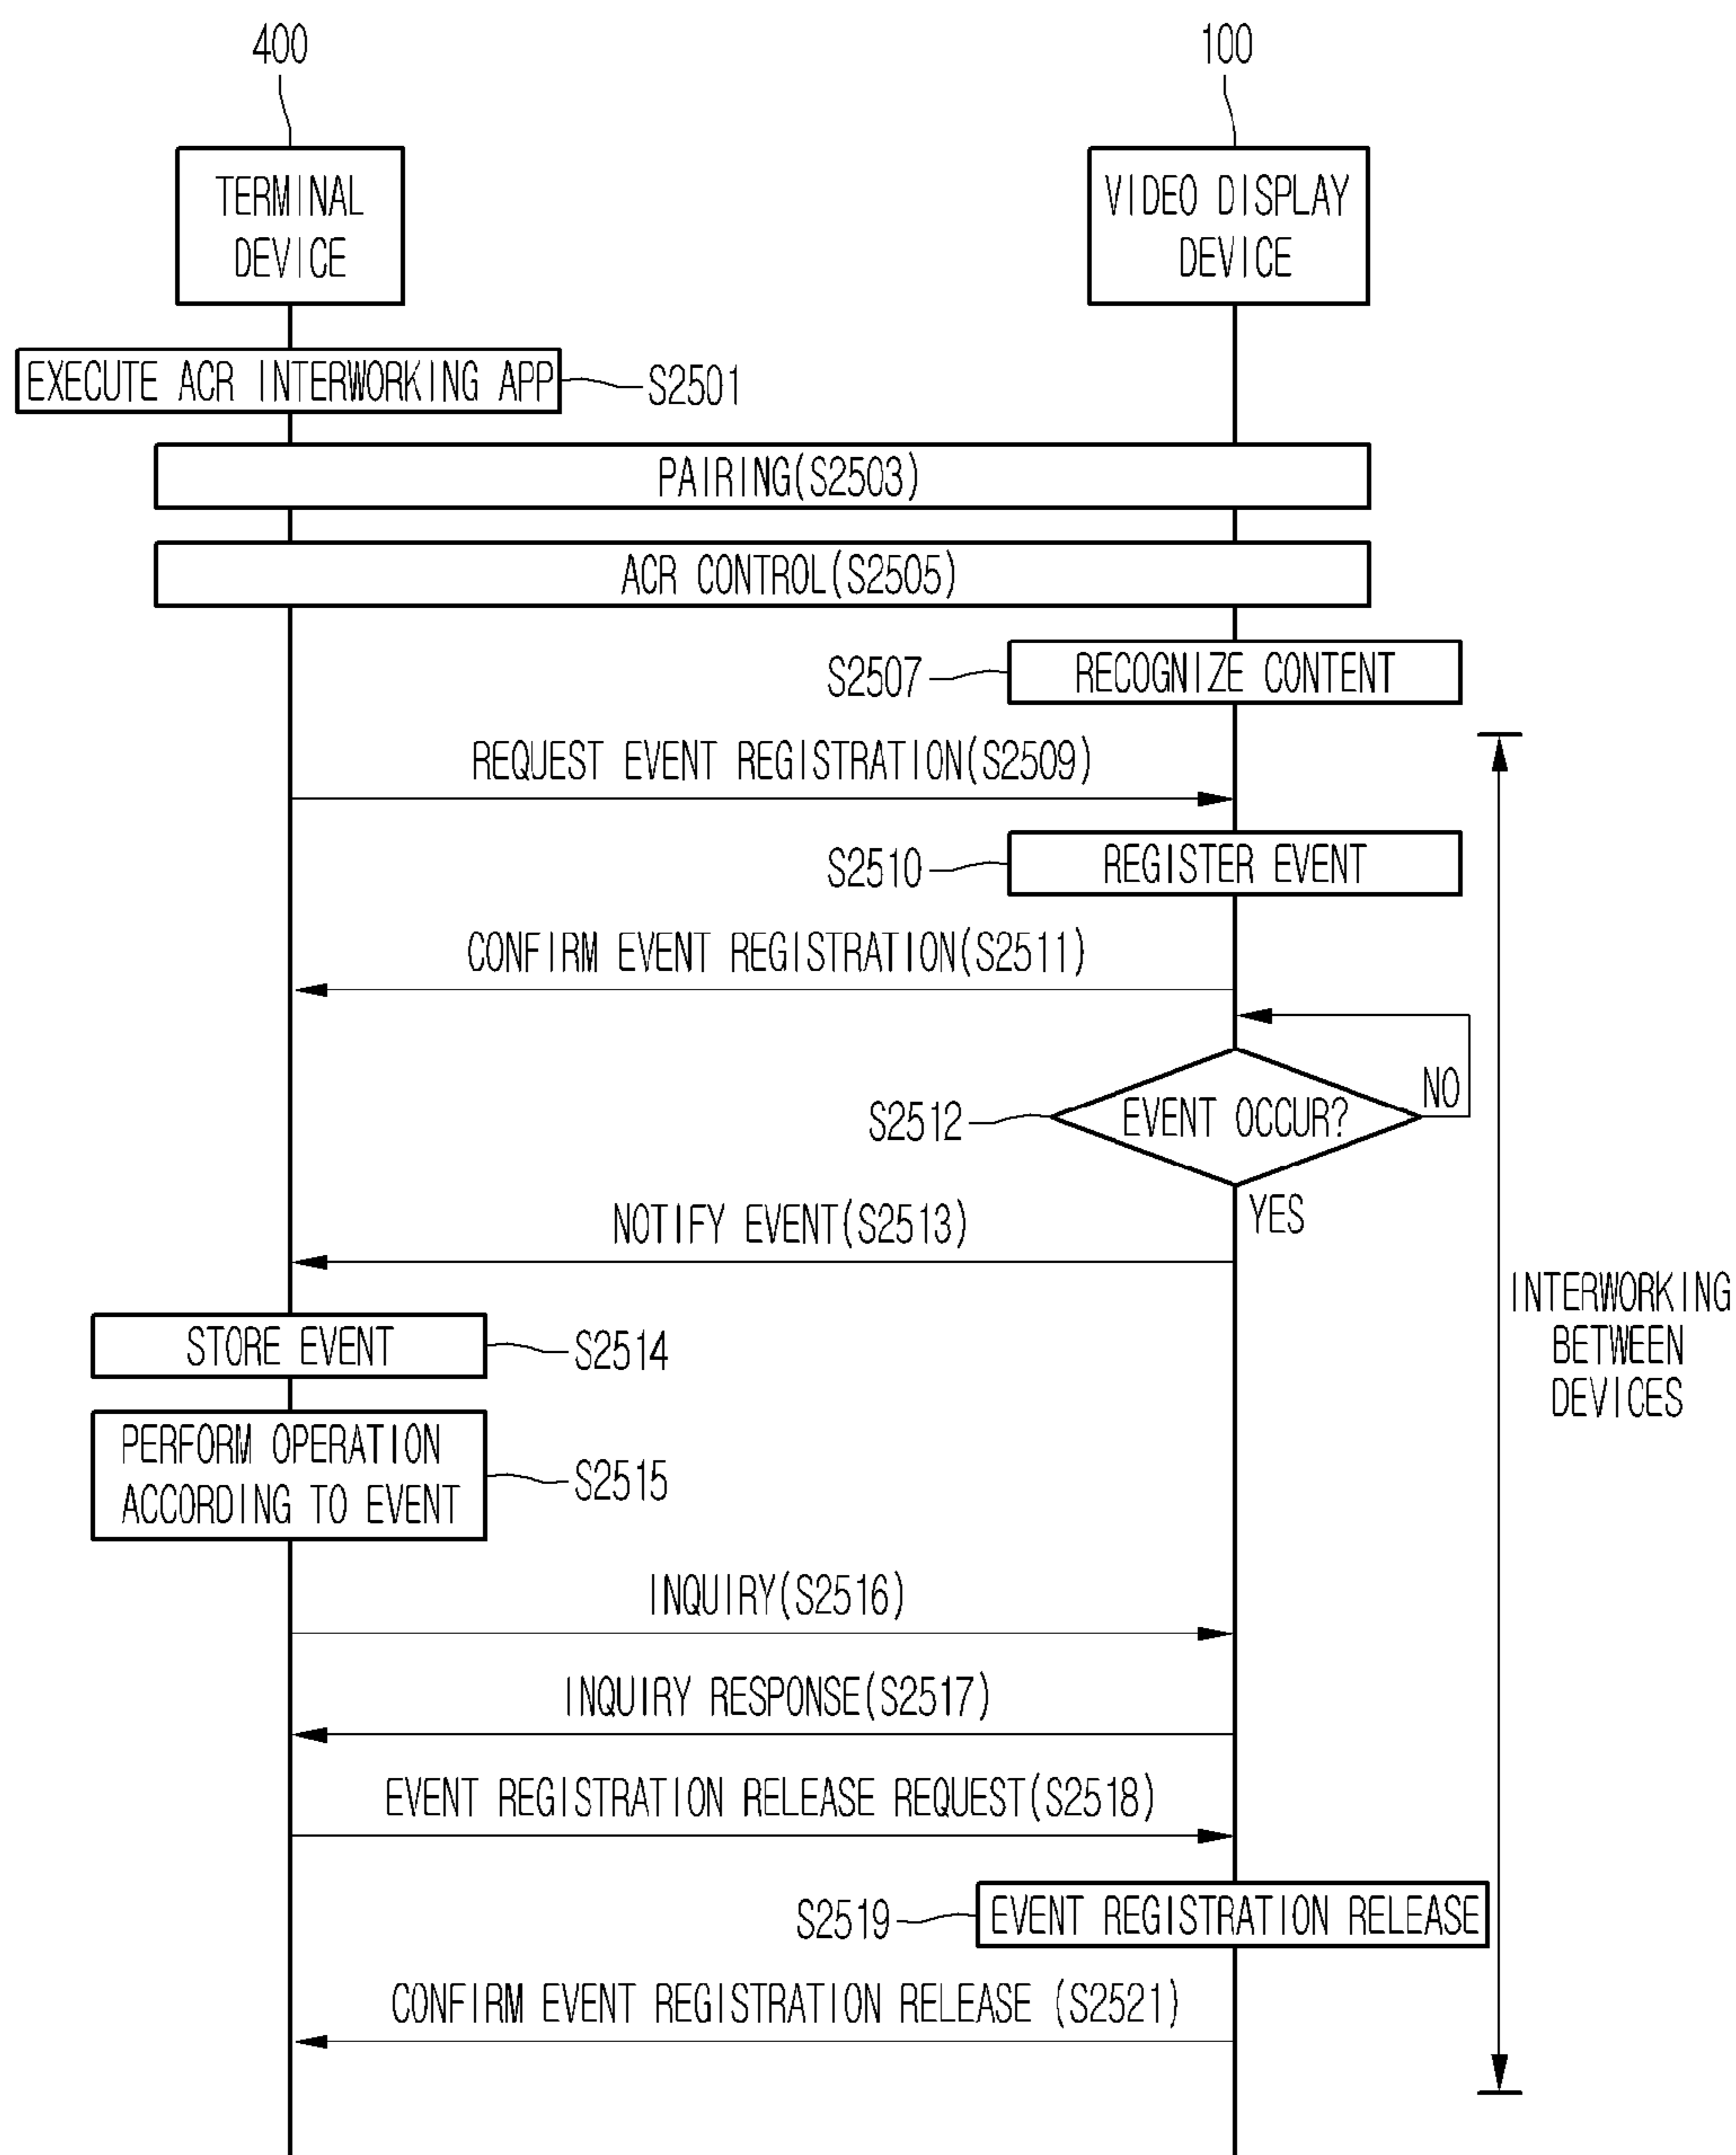 400
100
TERMINAL
DEVICE
VIDEO DISPLAY
DEVICE
EXECUTE ACR INTERWORKING APP
S2501
PAIRING(S2503)
ACR CONTROL(S2505)
S2507
RECOGNIZE CONTENT
REQUEST EVENT REGISTRATION(S2509)
S2510
REGISTER EVENT
CONFIRM EVENT REGISTRATION(S2511)
S2512
EVENT OCCUR?
NO
YES
NOTIFY EVENT(S2513)
INTERWORKING
BETWEEN
DEVICES
STORE EVENT
S2514
PERFORM OPERATION
ACCORDING TO EVENT
S2515
INQUIRY(S2516)
INQUIRY RESPONSE(S2517)
EVENT REGISTRATION RELEASE REQUEST(S2518)
S2519
EVENT REGISTRATION RELEASE
CONFIRM EVENT REGISTRATION RELEASE (S2521)